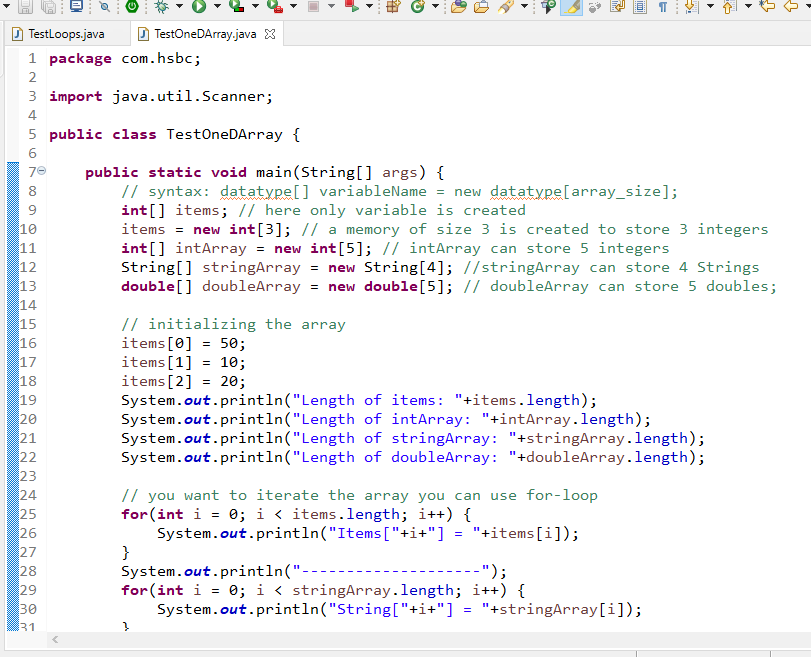 TestLoops.java TestOneDArray.java
1 package com.hsbc;
2
3 import java.util.Scanner;
4
5 public class TestOneDArray {
6
7 public static void main(String[] args) {
8 // syntax: datatype[] variableName = new datatype[array_size];
9 int[] items; // here only variable is created
10 items = new int[3]; // a memory of size 3 is created to store 3 integers
11 int[] intArray = new int[5]; // intArray can store 5 integers
12 String[] stringArray = new String[4]; //stringArray can store 4 Strings
13 double[] doubleArray = new double[5]; // doubleArray can store 5 doubles;
14
15 // initializing the array
16 items[0] = 50;
17 items[1] = 10;
18 items[2] = 20;
19 System.out.println("Length of items: "+items.length);
20 System.out.println("Length of intArray: "+intArray.length);
21 System.out.println("Length of stringArray: "+stringArray.length);
22 System.out.println("Length of doubleArray: "+doubleArray.length);
23
24 // you want to iterate the array you can use for-loop
25 for(int i = 0; i < items.length; i++) {
26 System.out.println("Items["+i+"] = "+items[i]);
27 }
28 System.out.println("--------------------");
29 for(int i = 0; i < stringArray.length; i++) {
30 System.out.println("String["+i+"] = "+stringArray[i]);
31 }